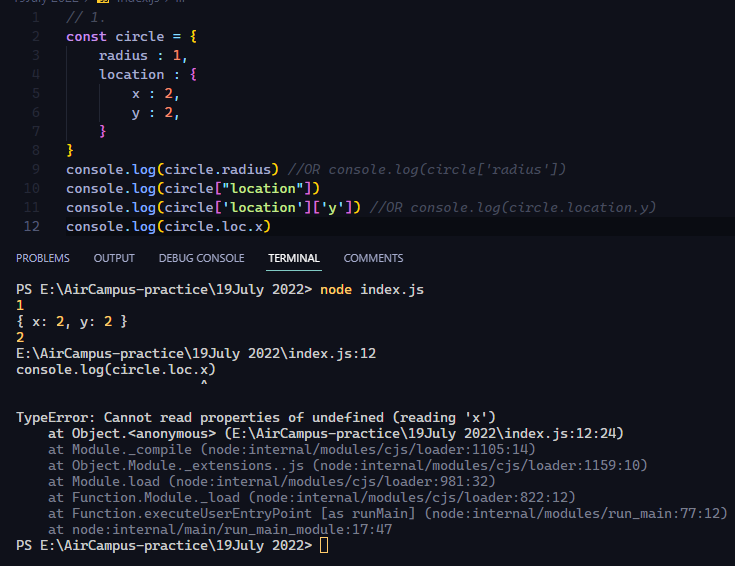 19July 2022 > index.js > ...
1 // 1.
2 const circle = {
3 radius : 1,
4 location : {
5 x : 2,
6 y : 2,
7 }
8 }
9 console.log(circle.radius) //OR console.log(circle['radius'])
10 console.log(circle["location"])
11 console.log(circle['location']['y']) //OR console.log(circle.location.y)
12 console.log(circle.loc.x)
PROBLEMS OUTPUT DEBUG CONSOLE TERMINAL COMMENTS
PS E:\AirCampus-practice\19July 2022> node index.js
1
{ x: 2, y: 2 }
2
E:\AirCampus-practice\19July 2022\index.js:12
console.log(circle.loc.x)
^
TypeError: Cannot read properties of undefined (reading 'x')
at Object.<anonymous> (E:\AirCampus-practice\19July 2022\index.js:12:24)
at Module._compile (node:internal/modules/cjs/loader:1105:14)
at Object.Module._extensions..js (node:internal/modules/cjs/loader:1159:10)
at Module.load (node:internal/modules/cjs/loader:981:32)
at Function.Module._load (node:internal/modules/cjs/loader:822:12)
at Function.executeUserEntryPoint [as runMain] (node:internal/modules/run_main:77:12)
at node:internal/main/run_main_module:17:47
PS E:\AirCampus-practice\19July 2022>